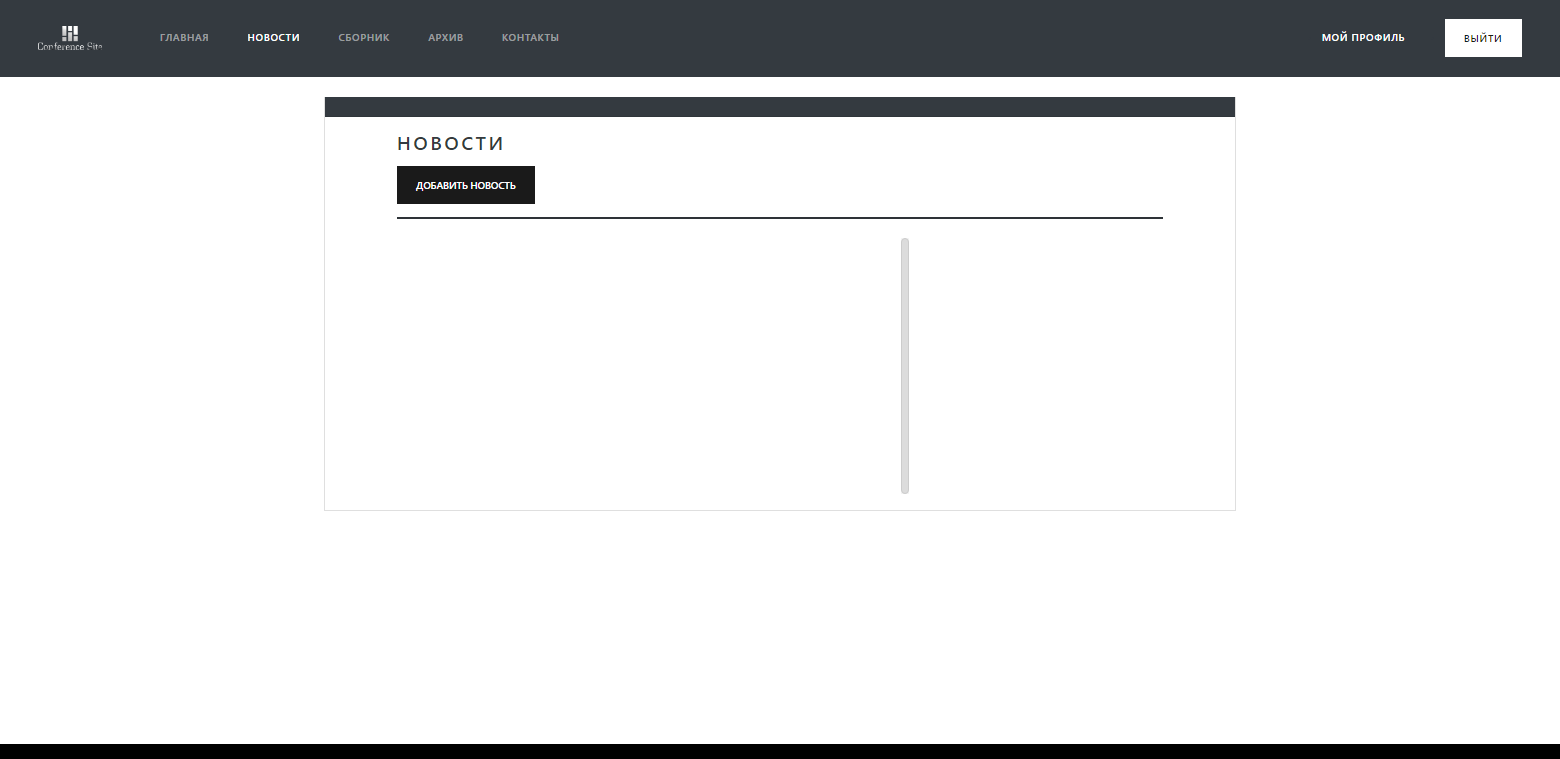 Conference Site
ГЛАВНАЯ
НОВОСТИ
СБОРНИК
АРХИВ
КОНТАКТЫ
МОЙ ПРОФИЛЬ
ВЫЙТИ
НОВОСТИ
ДОБАВИТЬ НОВОСТЬ